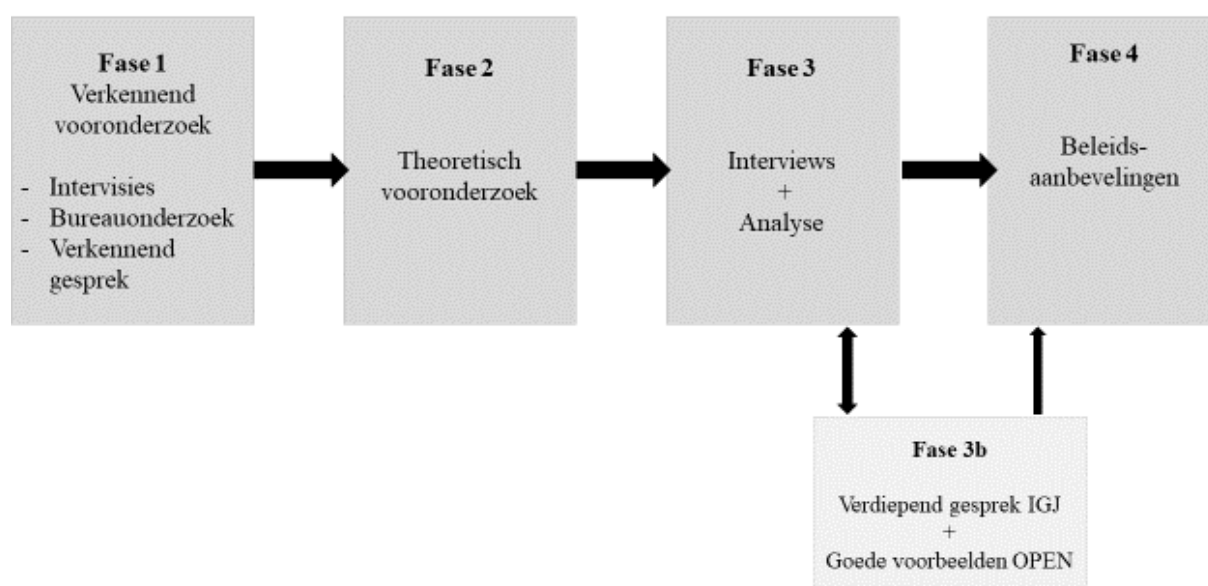 Fase 1
Verkennend
vooronderzoek
- Intervisies
- Bureauonderzoek
- Verkennend
gesprek
Fase 2
Theoretisch
vooronderzoek
Fase 3
Interviews
+
Analyse
Fase 4
Beleids-
aanbevelingen
Fase 3b
Verdiepend gesprek IGJ
+
Goede voorbeelden OPEN